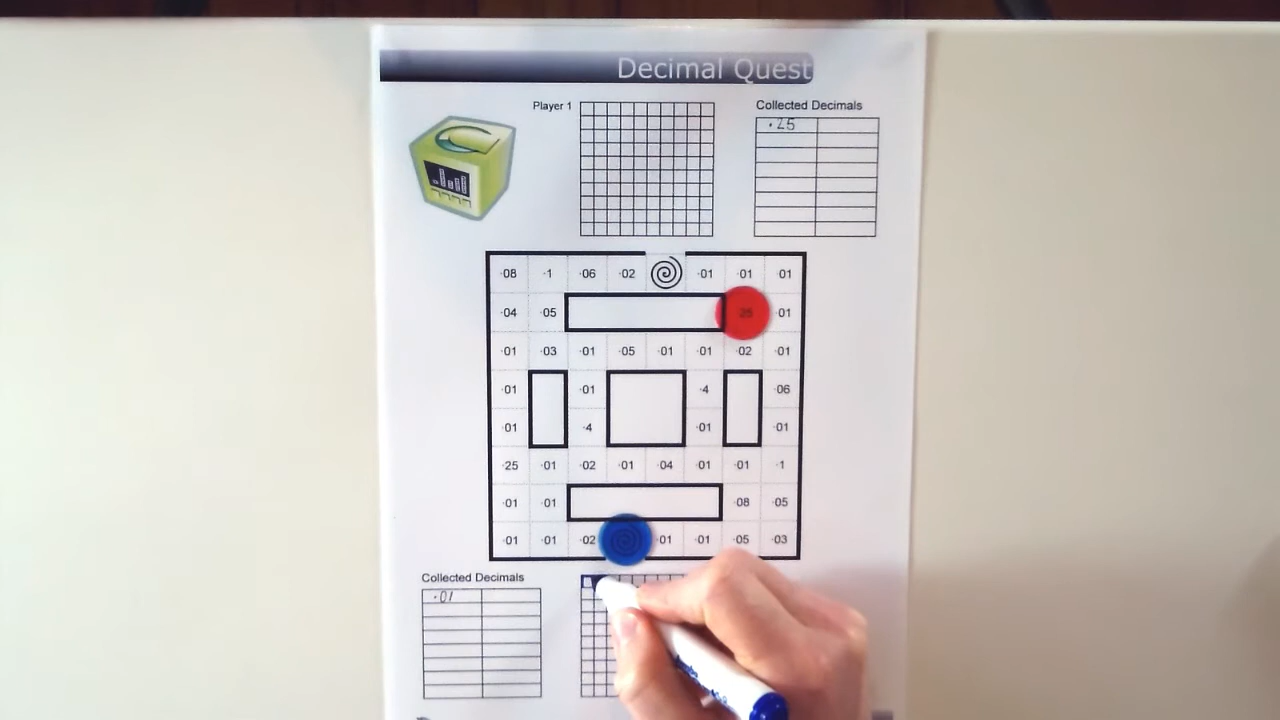 Decimal Quest
Player 1
Collected Decimals
·25
·08 ·1 ·06 ·02 ·01 ·01 ·01
·04 ·05 ·25 ·01
·01 ·03 ·01 ·05 ·01 ·01 ·02 ·01
·01 ·01 ·4 ·06
·01 ·4 ·01 ·01
·25 ·01 ·02 ·01 ·04 ·01 ·01 ·1
·01 ·01 ·08 ·05
·01 ·01 ·02 ·01 ·01 ·05 ·03
Collected Decimals
·01